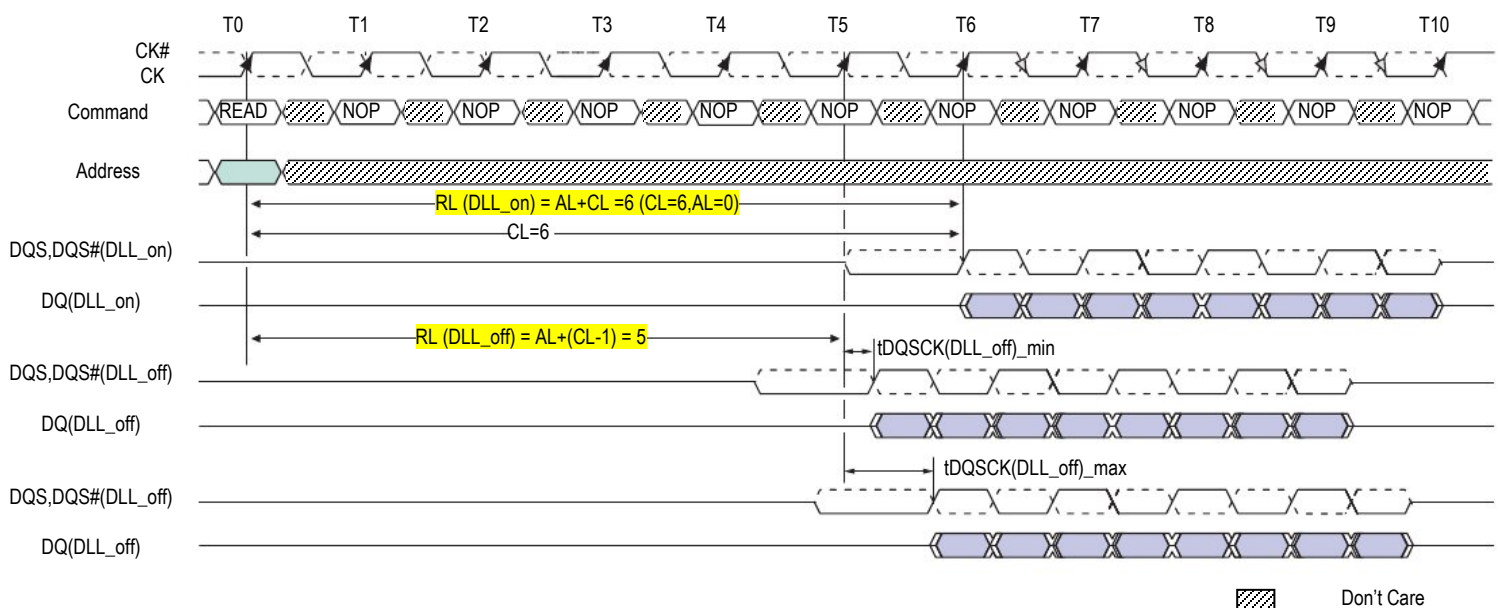 T0 T1 T2 T3 T4 T5 T6 T7 T8 T9 T10
CK#
CK
Command READ NOP NOP NOP NOP NOP NOP NOP NOP NOP NOP
Address
RL (DLL_on) = AL+CL =6 (CL=6,AL=0)
CL=6
DQS,DQS#(DLL_on)
DQ(DLL_on)
RL (DLL_off) = AL+(CL-1) = 5
tDQSCK(DLL_off)_min
DQS,DQS#(DLL_off)
DQ(DLL_off)
tDQSCK(DLL_off)_max
DQS,DQS#(DLL_off)
DQ(DLL_off)
Don't Care